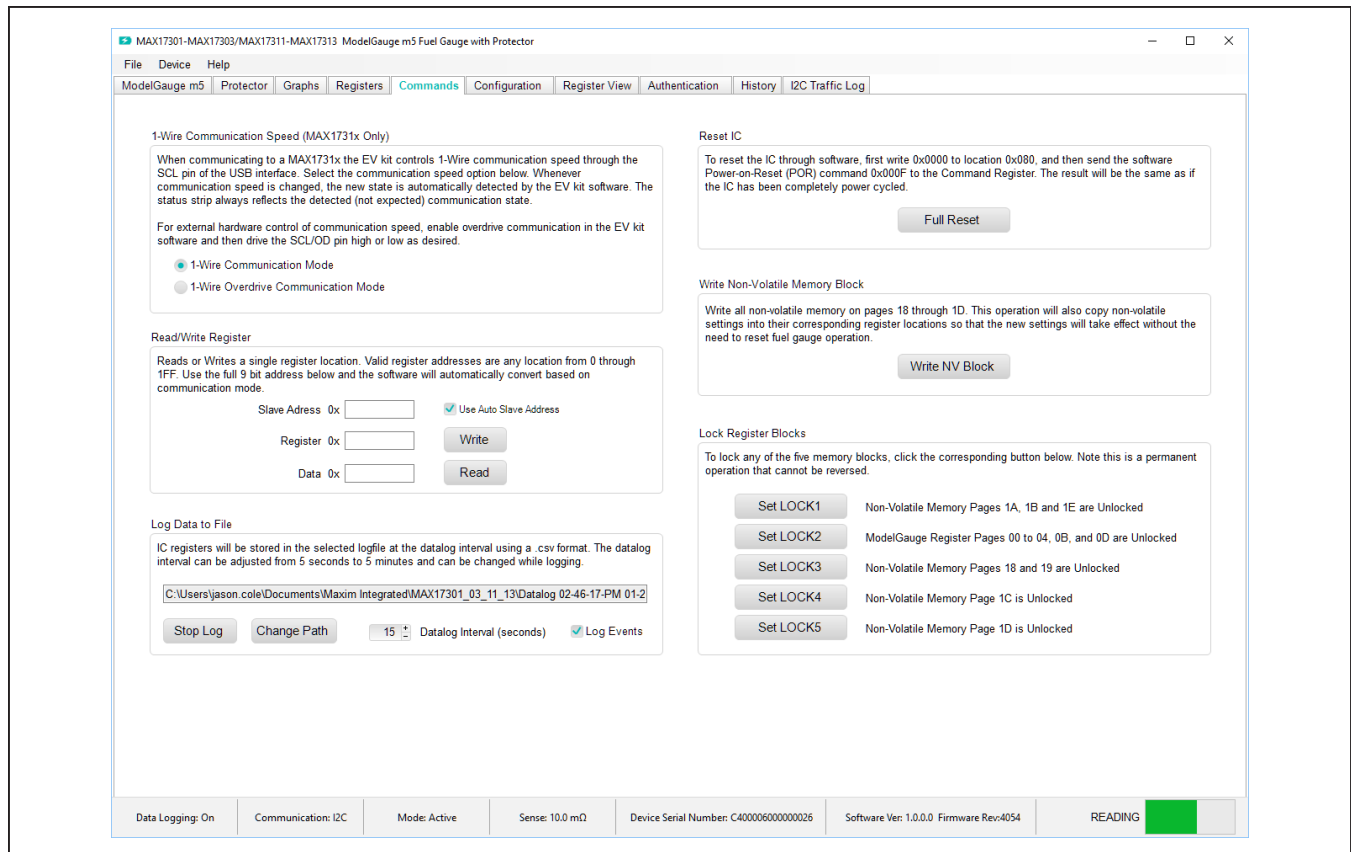 MAX17301-MAX17303/MAX17311-MAX17313 ModelGauge m5 Fuel Gauge with Protector
File Device Help
ModelGauge m5 Protector Graphs Registers Commands Configuration Register View Authentication History I2C Traffic Log
1-Wire Communication Speed (MAX1731x Only)
When communicating to a MAX1731x the EV kit controls 1-Wire communication speed through the
SCL pin of the USB interface. Select the communication speed option below. Whenever
communication speed is changed, the new state is automatically detected by the EV kit software. The
status strip always reflects the detected (not expected) communication state.
For external hardware control of communication speed, enable overdrive communication in the EV kit
software and then drive the SCL/OD pin high or low as desired.
1-Wire Communication Mode
1-Wire Overdrive Communication Mode
Read/Write Register
Reads or Writes a single register location. Valid register addresses are any location from 0 through
1FF. Use the full 9 bit address below and the software will automatically convert based on
communication mode.
Slave Adress 0x
Use Auto Slave Address
Register 0x
Write
Data 0x
Read
Log Data to File
IC registers will be stored in the selected logfile at the datalog interval using a .csv format. The datalog
interval can be adjusted from 5 seconds to 5 minutes and can be changed while logging.
C:\Users\jason.cole\Documents\Maxim Integrated\MAX17301_03_11_13\Datalog 02-46-17-PM 01-2
Stop Log Change Path 15 Datalog Interval (seconds) Log Events
Reset IC
To reset the IC through software, first write 0x0000 to location 0x080, and then send the software
Power-on-Reset (POR) command 0x000F to the Command Register. The result will be the same as if
the IC has been completely power cycled.
Full Reset
Write Non-Volatile Memory Block
Write all non-volatile memory on pages 18 through 1D. This operation will also copy non-volatile
settings into their corresponding register locations so that the new settings will take effect without the
need to reset fuel gauge operation.
Write NV Block
Lock Register Blocks
To lock any of the five memory blocks, click the corresponding button below. Note this is a permanent
operation that cannot be reversed.
Set LOCK1 Non-Volatile Memory Pages 1A, 1B and 1E are Unlocked
Set LOCK2 ModelGauge Register Pages 00 to 04, 0B, and 0D are Unlocked
Set LOCK3 Non-Volatile Memory Pages 18 and 19 are Unlocked
Set LOCK4 Non-Volatile Memory Page 1C is Unlocked
Set LOCK5 Non-Volatile Memory Page 1D is Unlocked
Data Logging: On Communication: I2C Mode: Active Sense: 10.0 mΩ Device Serial Number: C400006000000026 Software Ver: 1.0.0.0 Firmware Rev:4054 READING